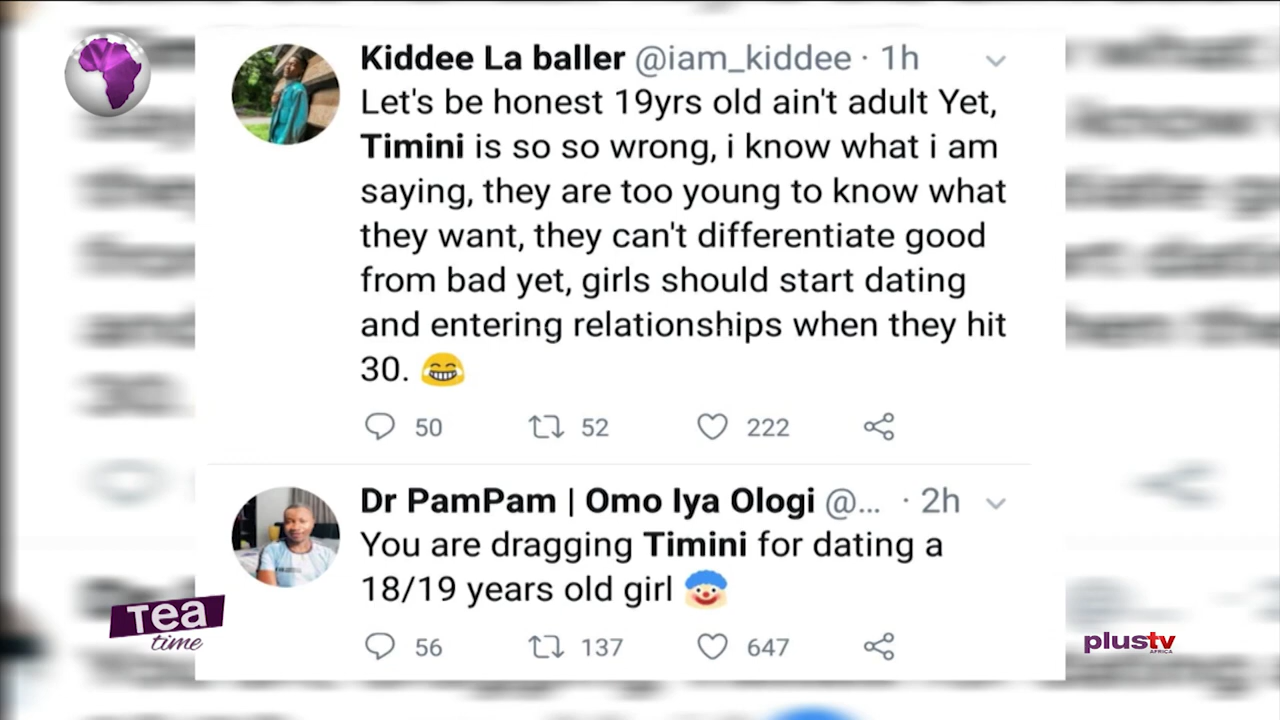 Kiddee La baller @iam_kiddee · 1h
Let's be honest 19yrs old ain't adult Yet,
Timini is so so wrong, i know what i am
saying, they are too young to know what
they want, they can't differentiate good
from bad yet, girls should start dating
and entering relationships when they hit
30. 😂
50 52 222
Dr PamPam | Omo Iya Ologi @... · 2h
You are dragging Timini for dating a
18/19 years old girl 🤡
56 137 647
Tea
time
plustv
AFRICA